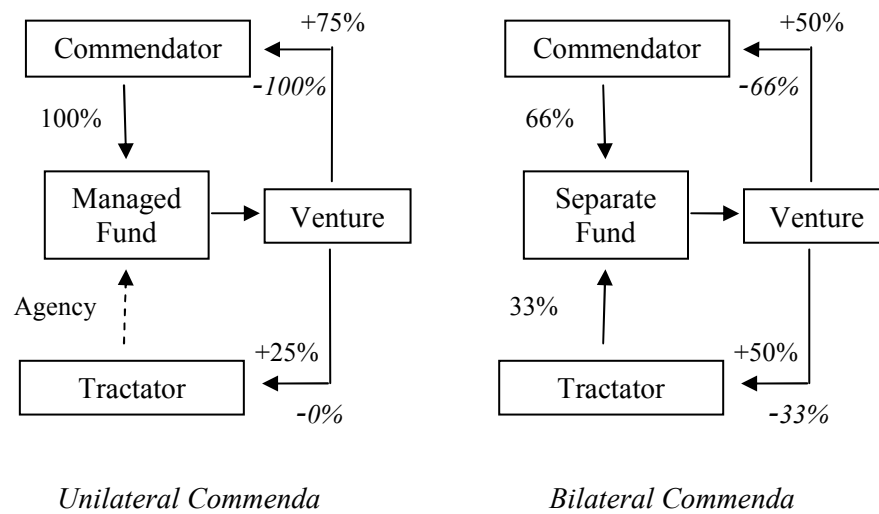 +75%
Commendator
-100%
100%
Managed
Fund
Venture
Agency
+25%
Tractator
-0%
Unilateral Commenda
+50%
Commendator
-66%
66%
Separate
Fund
Venture
33%
+50%
Tractator
-33%
Bilateral Commenda